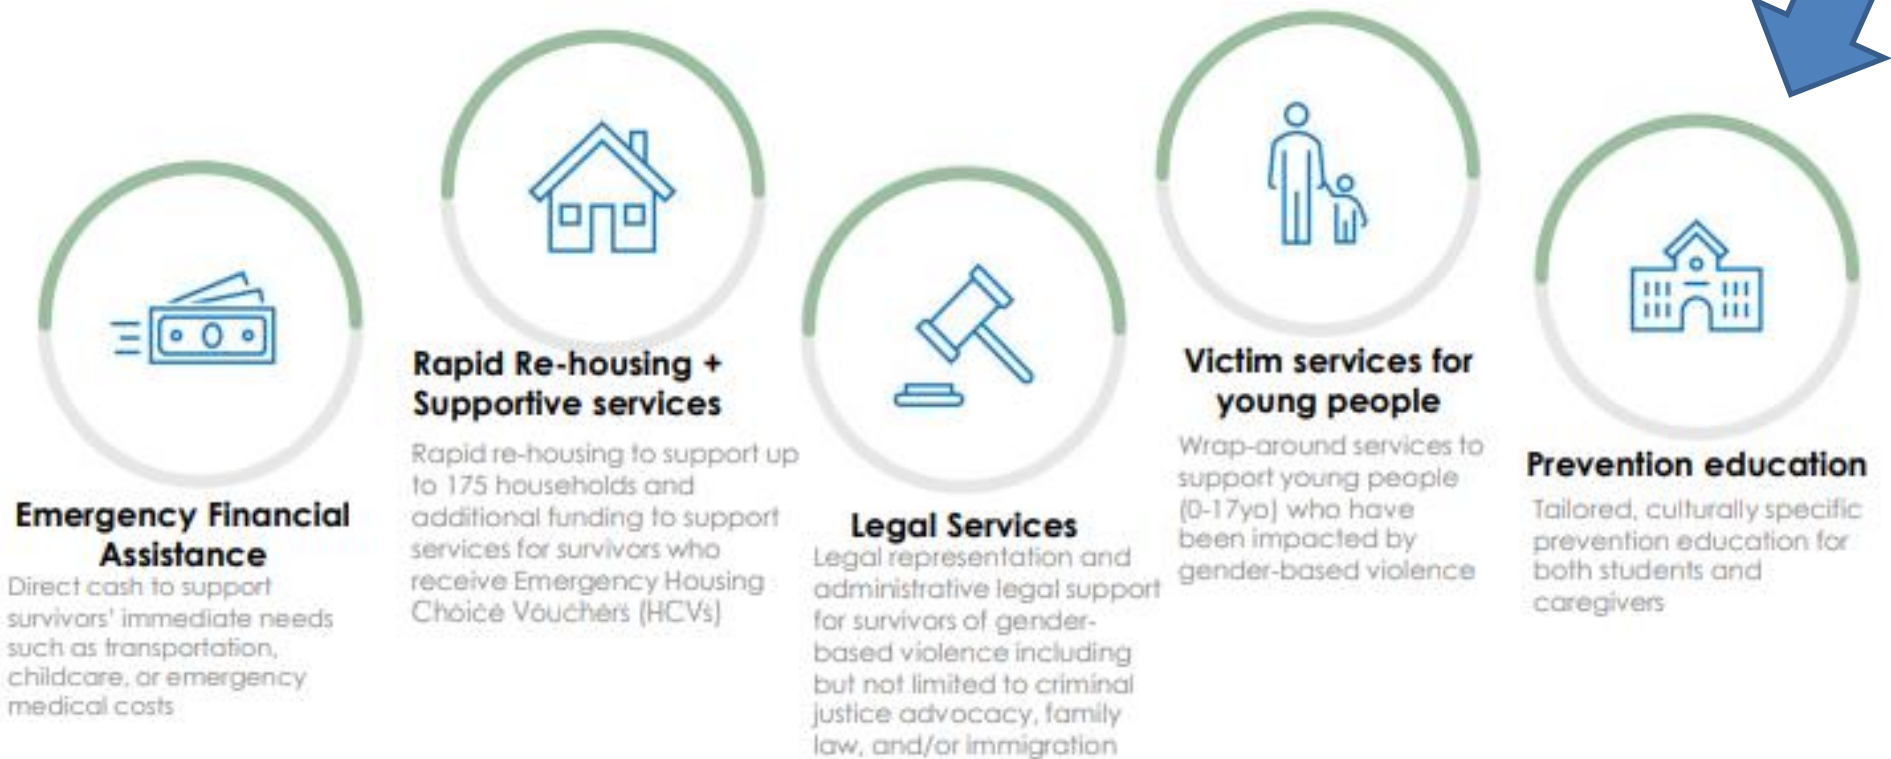 Emergency Financial
Assistance
Direct cash to support
survivors' immediate needs
such as transportation,
childcare, or emergency
medical costs
Rapid Re-housing +
Supportive services
Rapid re-housing to support up
to 175 households and
additional funding to support
services for survivors who
receive Emergency Housing
Choice Vouchers (HCVs)
Legal Services
Legal representation and
administrative legal support
for survivors of gender-
based violence including
but not limited to criminal
justice advocacy, family
law, and/or immigration
Victim services for
young people
Wrap-around services to
support young people
(0-17yo) who have
been impacted by
gender-based violence
Prevention education
Tailored, culturally specific
prevention education for
both students and
caregivers